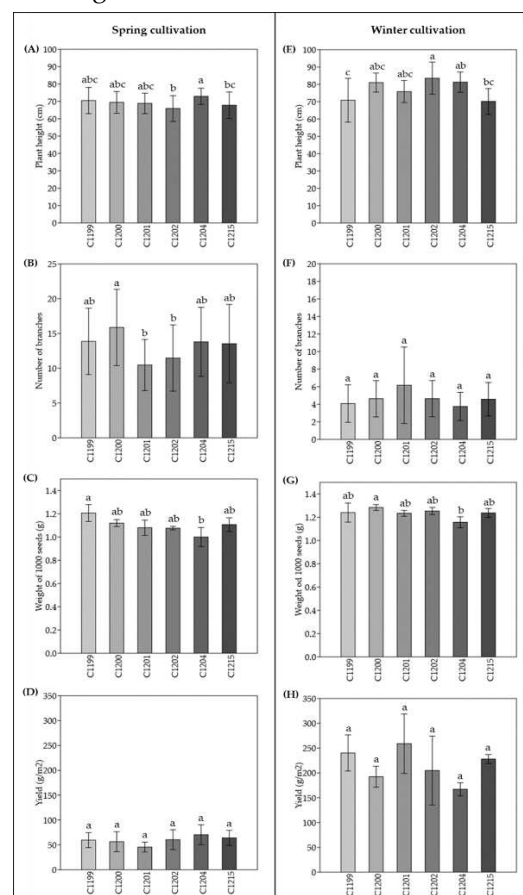 Spring cultivation
(A)
Plant height (cm)
100
90
80
70
60
50
40
30
20
10
0
abc abc abc b a bc
C1199 C1200 C1201 C1202 C1204 C1215
(B)
Number of branches
25
20
15
10
5
0
ab a b b ab ab
C1199 C1200 C1201 C1202 C1204 C1215
(C)
Weight of 1000 seeds (g)
1.4
1.2
1.0
0.8
0.6
0.4
0.2
0.0
a ab ab ab b ab
C1199 C1200 C1201 C1202 C1204 C1215
(D)
Yield (g/m2)
350
300
250
200
150
100
50
0
a a a a a a
C1199 C1200 C1201 C1202 C1204 C1215
Winter cultivation
(E)
Plant height (cm)
100
90
80
70
60
50
40
30
20
10
0
c abc abc a ab bc
C1199 C1200 C1201 C1202 C1204 C1215
(F)
Number of branches
20
18
16
14
12
10
8
6
4
2
0
a a a a a a
C1199 C1200 C1201 C1202 C1204 C1215
(G)
Weight od 1000 seeds (g)
1.4
1.2
1.0
0.8
0.6
0.4
0.2
0.0
ab a ab ab b ab
C1199 C1200 C1201 C1202 C1204 C1215
(H)
Yield (g/m2)
350
300
250
200
150
100
50
0
a a a a a a
C1199 C1200 C1201 C1202 C1204 C1215